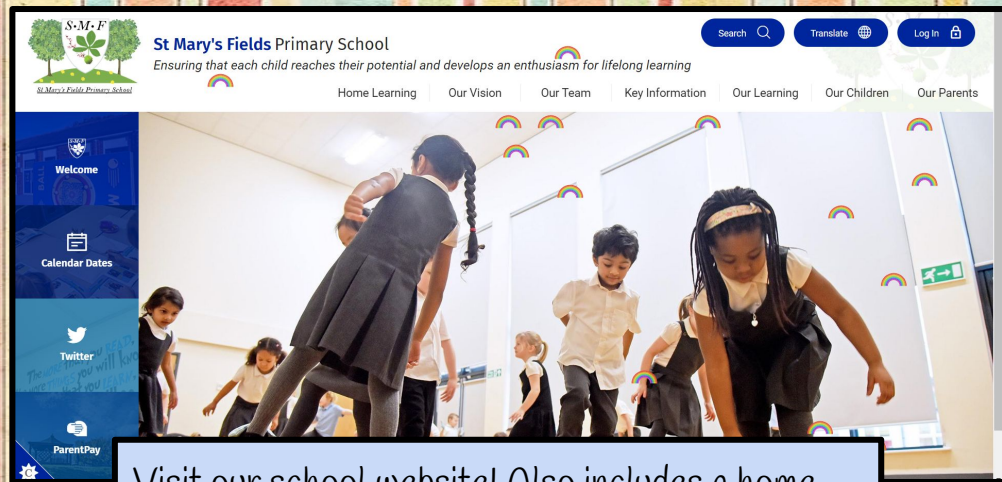 S·M·F
St Mary's Fields Primary School
St Mary's Fields Primary School
Ensuring that each child reaches their potential and develops an enthusiasm for lifelong learning
Search
Translate
Log In
Home Learning
Our Vision
Our Team
Key Information
Our Learning
Our Children
Our Parents
Welcome
Calendar Dates
Twitter
ParentPay
Visit our school website! Also includes a home